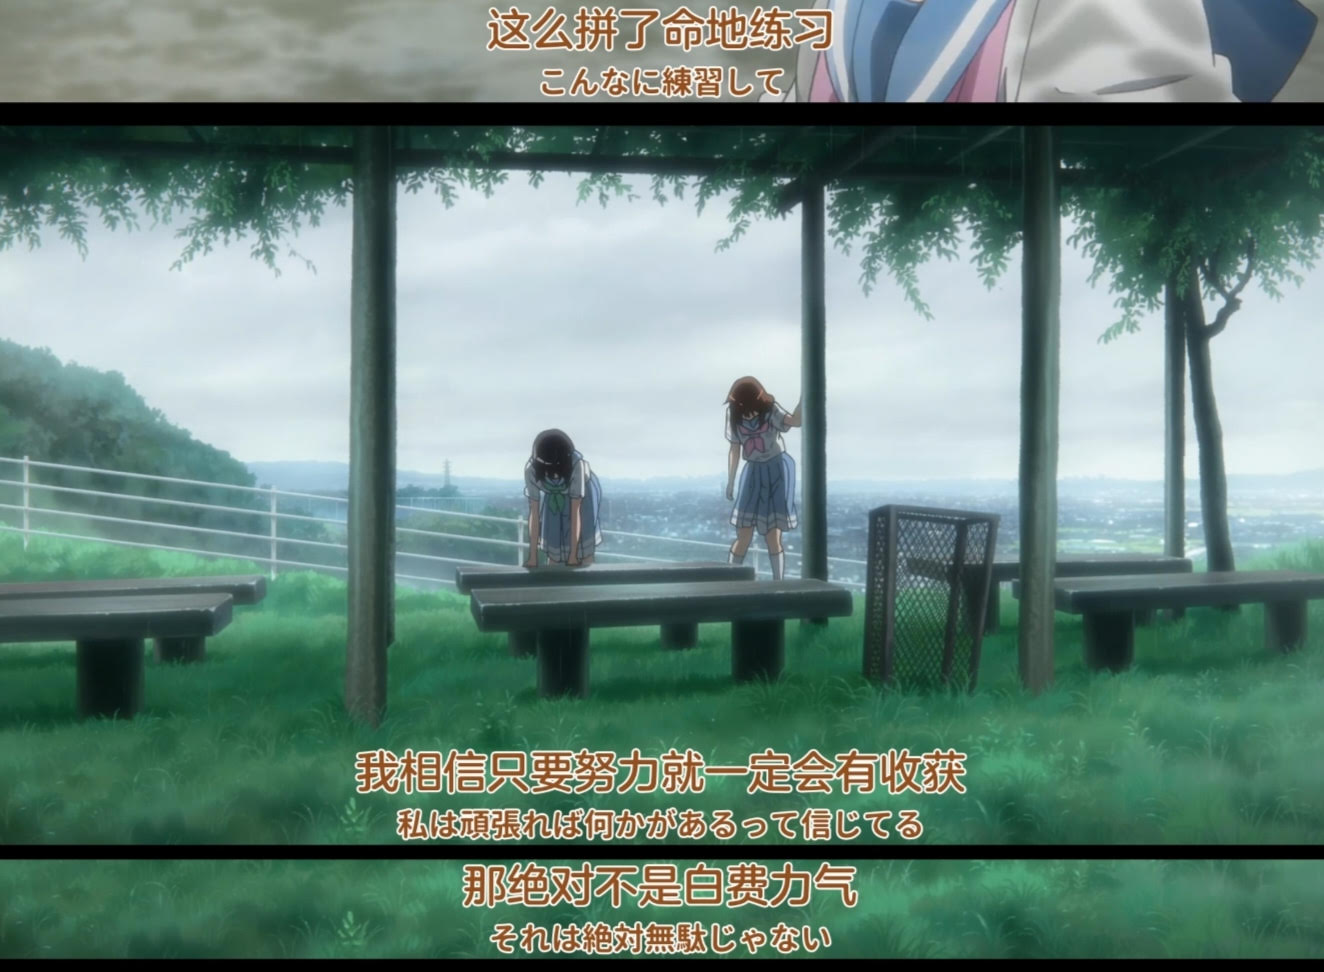 这么拼了命地练习
こんなに練習して
我相信只要努力就一定会有收获
私は頑張れば何かがあるって信じてる
那绝对不是白费力气
それは絶対無駄じゃない